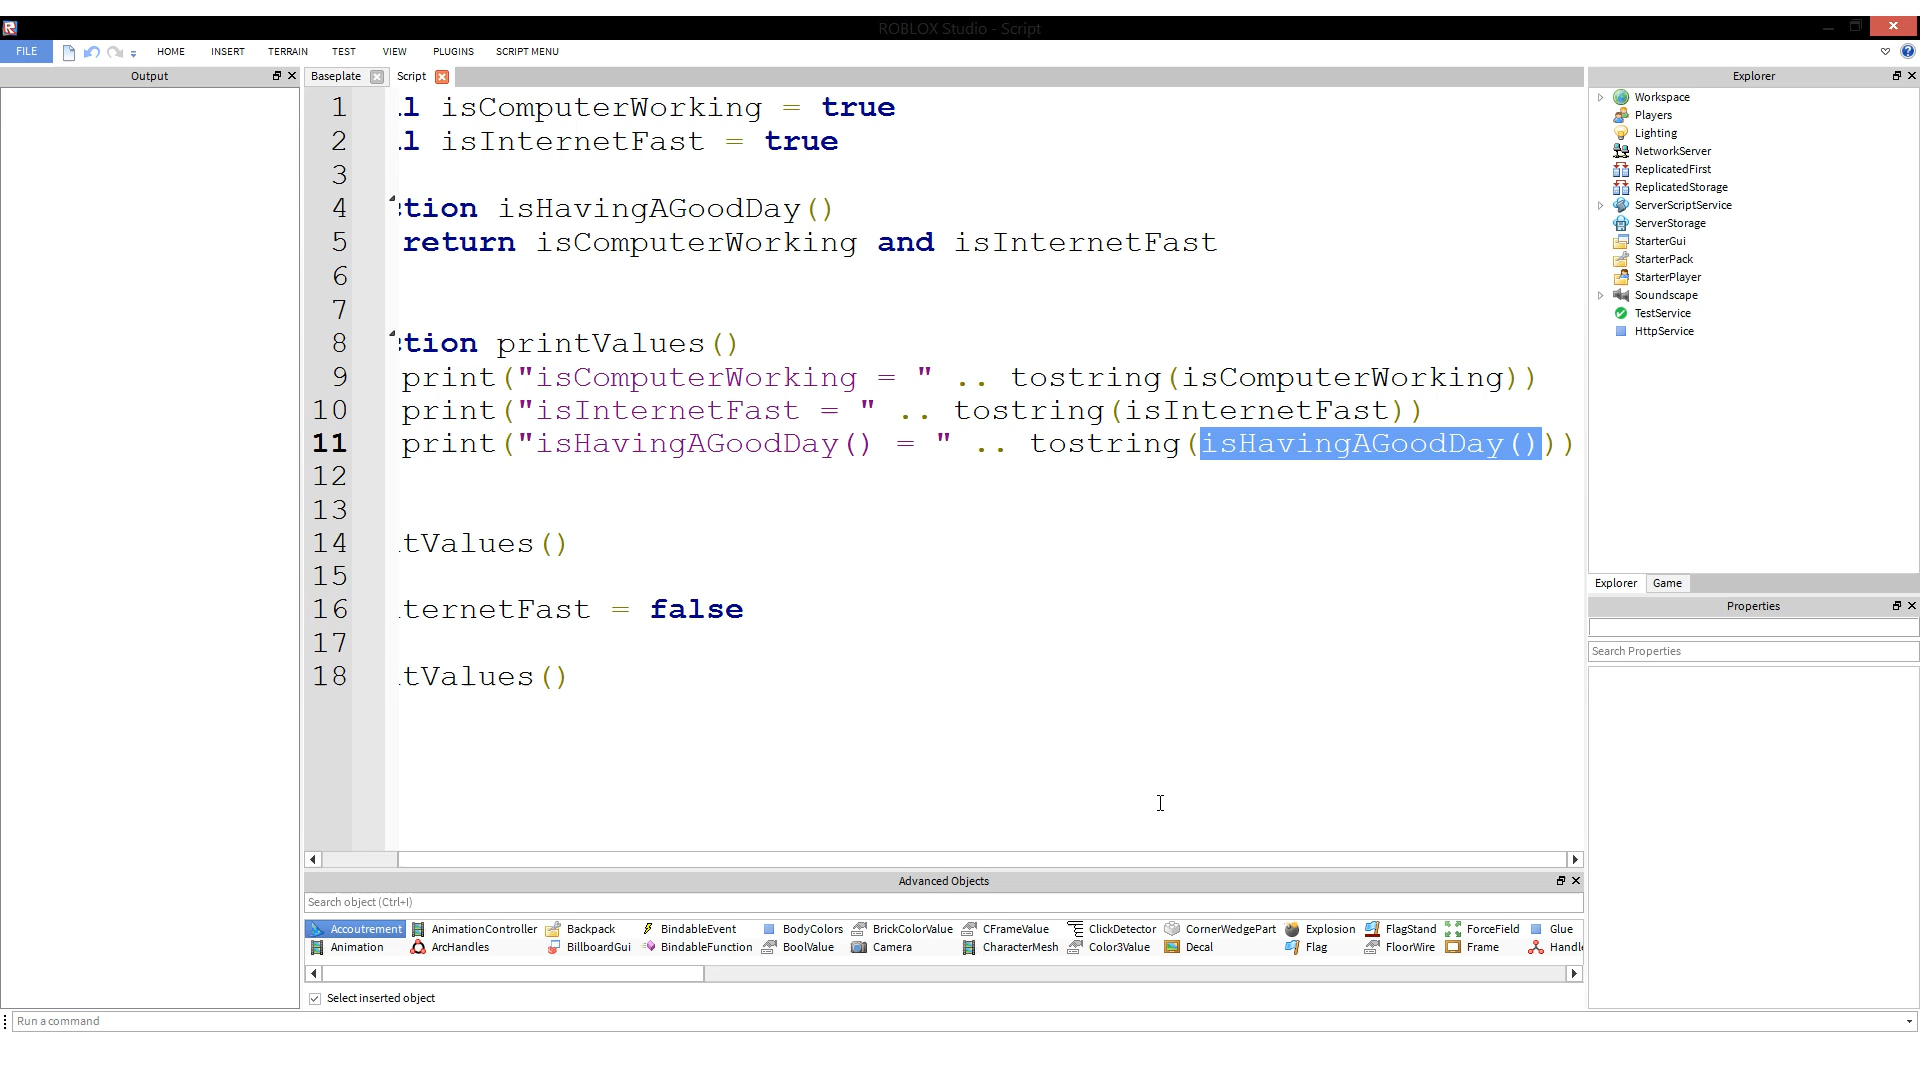 ROBLOX Studio - Script
FILE HOME INSERT TERRAIN TEST VIEW PLUGINS SCRIPT MENU
Output
Baseplate Script
1 isComputerWorking = true
2 isInternetFast = true
3
4 ction isHavingAGoodDay()
5 return isComputerWorking and isInternetFast
6
7
8 ction printValues()
9 print("isComputerWorking = " .. tostring(isComputerWorking))
10 print("isInternetFast = " .. tostring(isInternetFast))
11 print("isHavingAGoodDay() = " .. tostring(isHavingAGoodDay()))
12
13
14 tValues()
15
16 ternetFast = false
17
18 tValues()
Explorer
Workspace
Players
Lighting
NetworkServer
ReplicatedFirst
ReplicatedStorage
ServerScriptService
ServerStorage
StarterGui
StarterPack
StarterPlayer
Soundscape
TestService
HttpService
Explorer Game
Properties
Search Properties
Advanced Objects
Search object (Ctrl+I)
Accoutrement AnimationController Backpack BindableEvent BodyColors BrickColorValue CFrameValue ClickDetector CornerWedgePart Explosion FlagStand ForceField Glue
Animation ArcHandles BillboardGui BindableFunction BoolValue Camera CharacterMesh Color3Value Decal Flag FloorWire Frame Handle
Select inserted object
Run a command